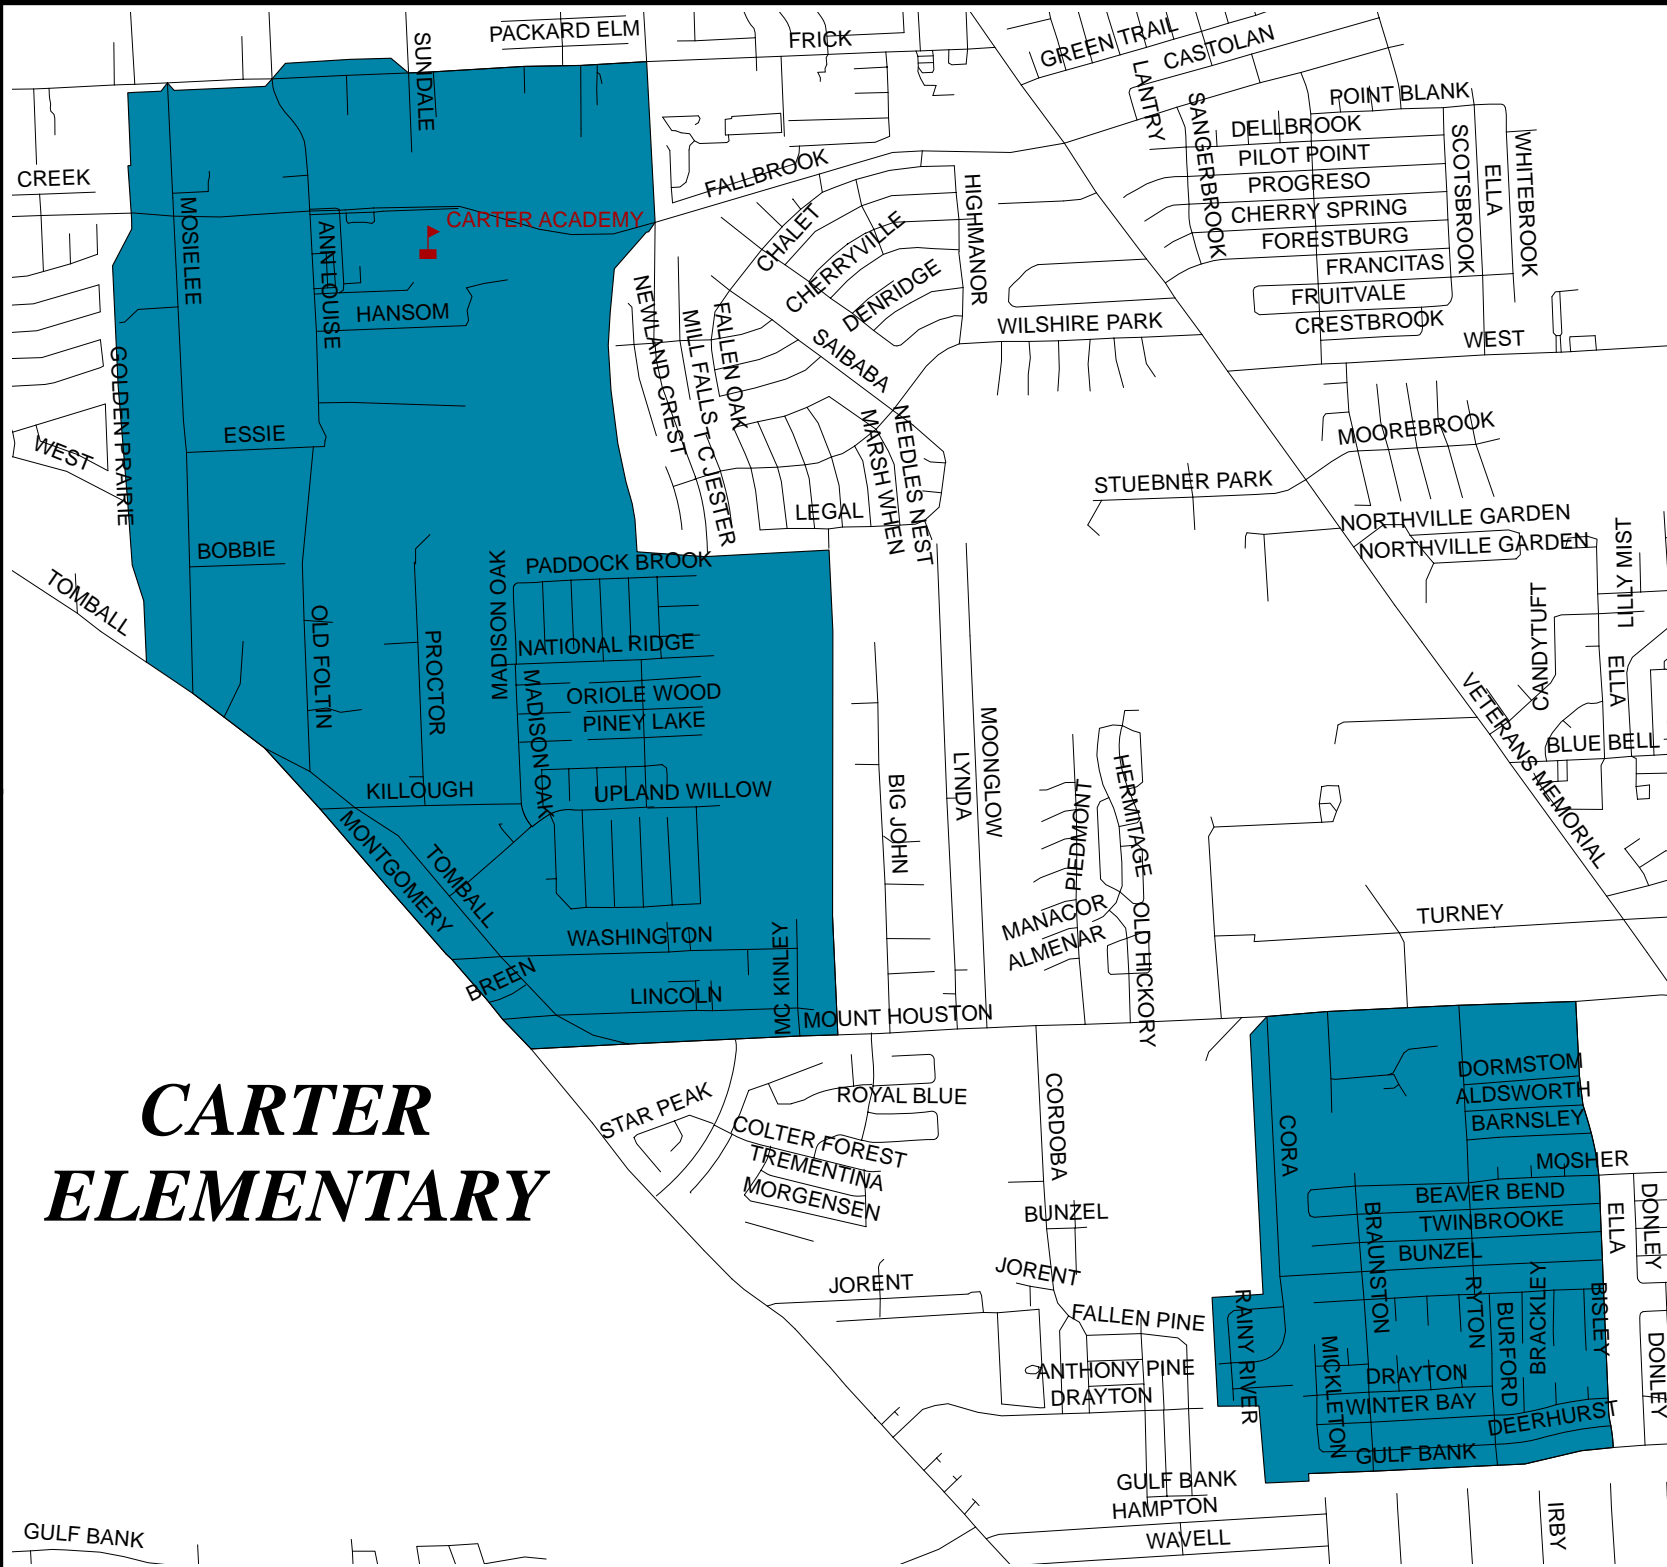 PACKARD ELM
FRICK
SUNDALE
GREEN TRAIL
CASTOLAN
LANTRY
SANGERBROOK
POINT BLANK
DELLBROOK
PILOT POINT
PROGRESO
CHERRY SPRING
FORESTBURG
FRANCITAS
FRUITVALE
CRESTBROOK
SCOTSBROOK
ELLA
WHITEBROOK
WEST
CREEK
FALLBROOK
MOSIELEE
ANN LOUISE
CARTER ACADEMY
CHALET
CHERRYVILLE
DENRIDGE
HIGHMANOR
HANSOM
NEWLAND CREST
MILL FALLS
FALLEN OAK
SAIBABA
WILSHIRE PARK
GOLDEN PRAIRIE
WEST
ESSIE
T C JESTER
MARSH WHEN
NEEDLES NEST
LEGAL
MOOREBROOK
STUEBNER PARK
NORTHVILLE GARDEN
NORTHVILLE GARDEN
LILLY MIST
CANDYTUFT
ELLA
BOBBIE
TOMBALL
OLD FOLTIN
PROCTOR
MADISON OAK
PADDOCK BROOK
NATIONAL RIDGE
MADISON OAK
ORIOLE WOOD
PINEY LAKE
VETERANS MEMORIAL
BLUE BELL
KILLOUGH
UPLAND WILLOW
BIG JOHN
LYNDA
MOONGLOW
PIEDMONT
HERMITAGE
MONTGOMERY
TOMBALL
MANACOR
ALMENAR
OLD HICKORY
TURNEY
WASHINGTON
BREEN
LINCOLN
MC KINLEY
MOUNT HOUSTON
CARTER
ELEMENTARY
STAR PEAK
ROYAL BLUE
COLTER FOREST
TREMENTINA
MORGENSEN
CORDOBA
BUNZEL
CORA
DORMSTOM
ALDSWORTH
BARNSLEY
MOSHER
BEAVER BEND
TWINBROOKE
BUNZEL
BRAUNSTON
ELLA
DONLEY
JORENT
JORENT
FALLEN PINE
RAINY RIVER
RYTON
BURFORD
BRACKLEY
BISLEY
DONLEY
ANTHONY PINE
DRAYTON
MICKLETON
DRAYTON
WINTER BAY
DEERHURST
GULF BANK
GULF BANK
HAMPTON
WAVELL
IRBY
GULF BANK